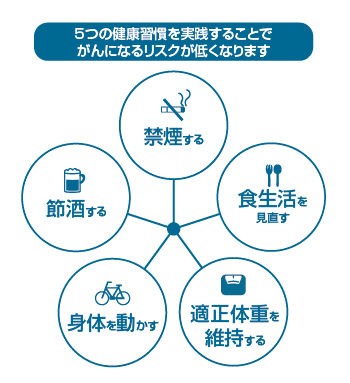 5つの健康習慣を実践することで
がんになるリスクが低くなります
禁煙する
節酒する
食生活を
見直す
身体を動かす
適正体重を
維持する